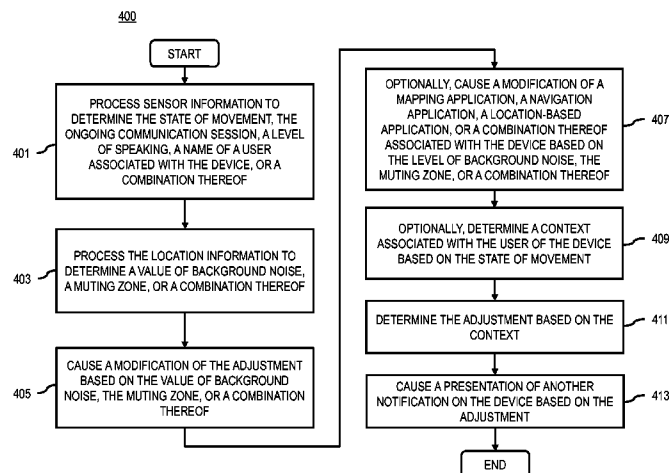 400
START
401
PROCESS SENSOR INFORMATION TO
DETERMINE THE STATE OF MOVEMENT, THE
ONGOING COMMUNICATION SESSION, A LEVEL
OF SPEAKING, A NAME OF A USER
ASSOCIATED WITH THE DEVICE, OR A
COMBINATION THEREOF
403
PROCESS THE LOCATION INFORMATION TO
DETERMINE A VALUE OF BACKGROUND NOISE,
A MUTING ZONE, OR A COMBINATION THEREOF
405
CAUSE A MODIFICATION OF THE ADJUSTMENT
BASED ON THE VALUE OF BACKGROUND
NOISE, THE MUTING ZONE, OR A COMBINATION
THEREOF
OPTIONALLY, CAUSE A MODIFICATION OF A
MAPPING APPLICATION, A NAVIGATION
APPLICATION, A LOCATION-BASED
APPLICATION, OR A COMBINATION THEREOF
ASSOCIATED WITH THE DEVICE BASED ON
THE LEVEL OF BACKGROUND NOISE, THE
MUTING ZONE, OR A COMBINATION THEREOF
407
OPTIONALLY, DETERMINE A CONTEXT
ASSOCIATED WITH THE USER OF THE DEVICE
BASED ON THE STATE OF MOVEMENT
409
DETERMINE THE ADJUSTMENT BASED ON THE
CONTEXT
411
CAUSE A PRESENTATION OF ANOTHER
NOTIFICATION ON THE DEVICE BASED ON THE
ADJUSTMENT
413
END